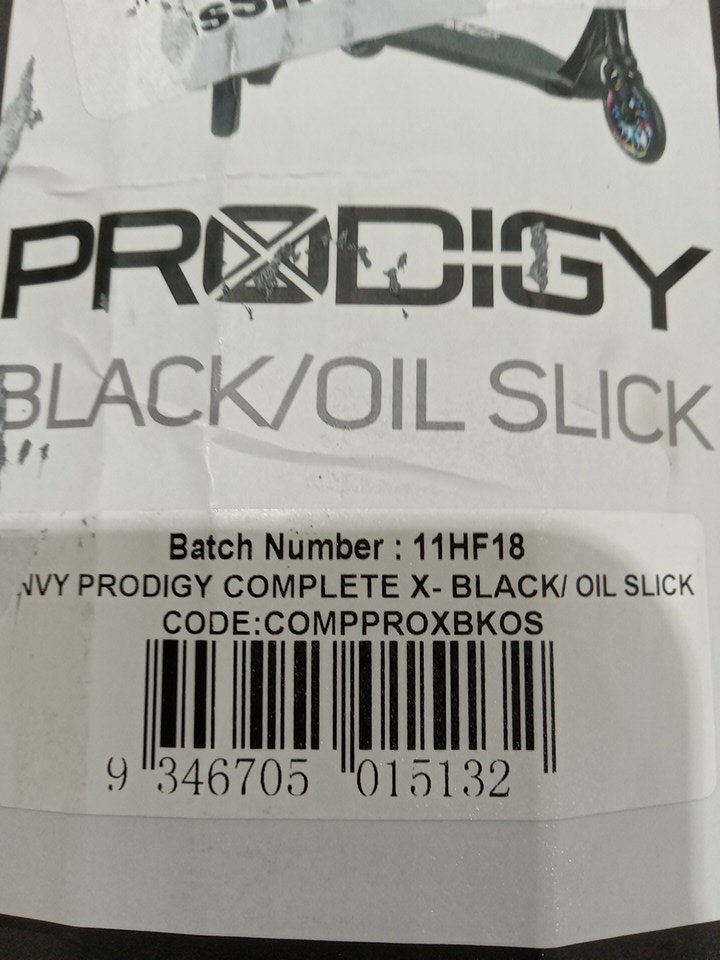 PRODIGY
BLACK/OIL SLICK
Batch Number : 11HF18
NVY PRODIGY COMPLETE X- BLACK/ OIL SLICK
CODE:COMPPROXBKOS
9 346705 015132